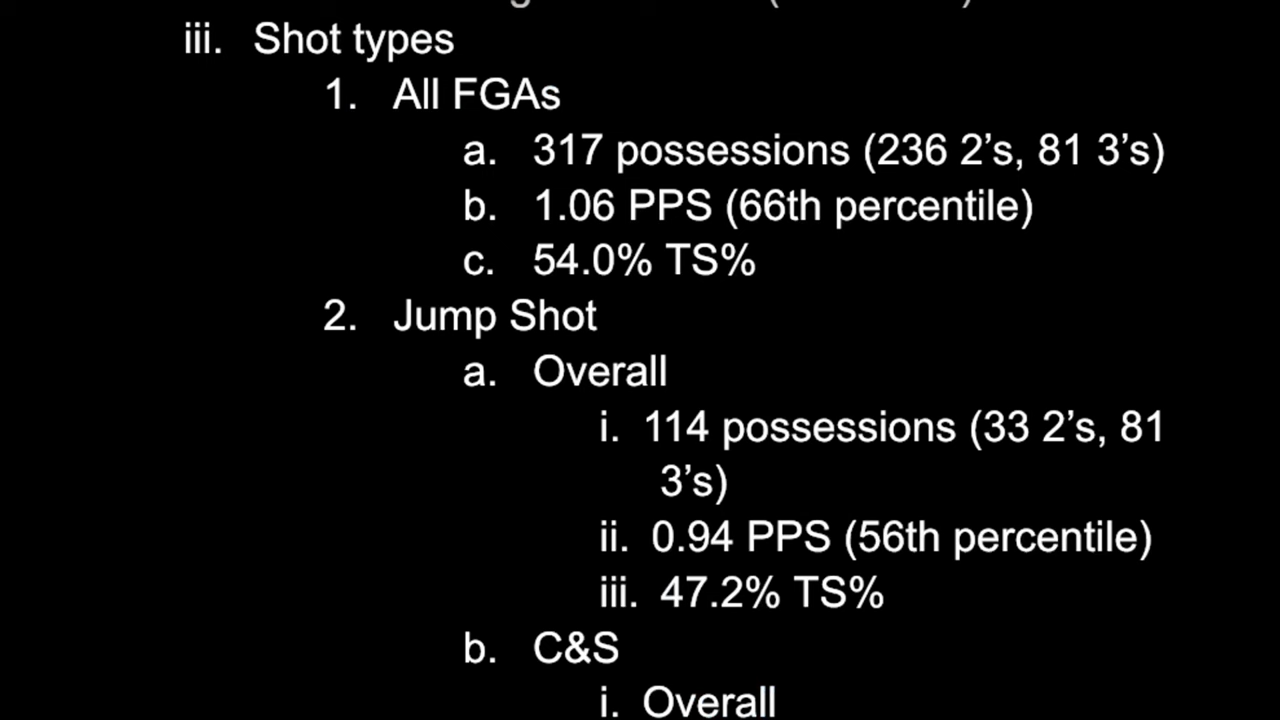 iii. Shot types
1. All FGAs
a. 317 possessions (236 2’s, 81 3’s)
b. 1.06 PPS (66th percentile)
c. 54.0% TS%
2. Jump Shot
a. Overall
i. 114 possessions (33 2’s, 81
3’s)
ii. 0.94 PPS (56th percentile)
iii. 47.2% TS%
b. C&S
i. Overall